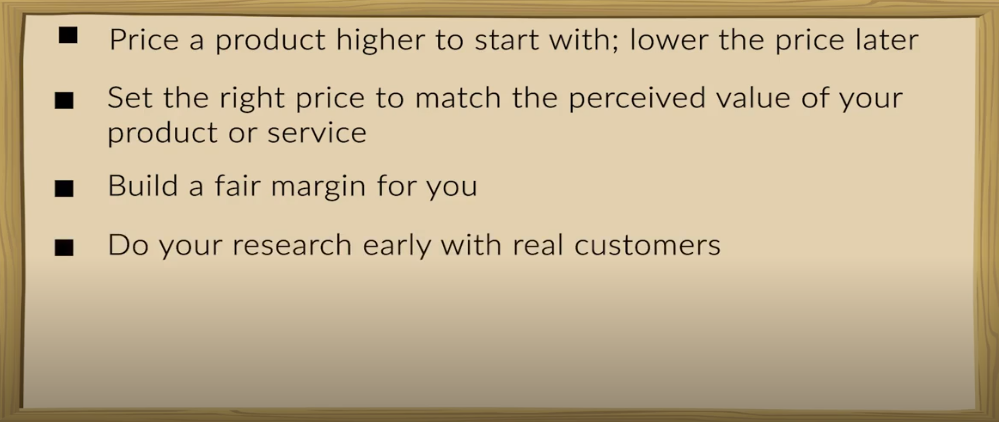 Price a product higher to start with; lower the price later
Set the right price to match the perceived value of your
product or service
Build a fair margin for you
Do your research early with real customers